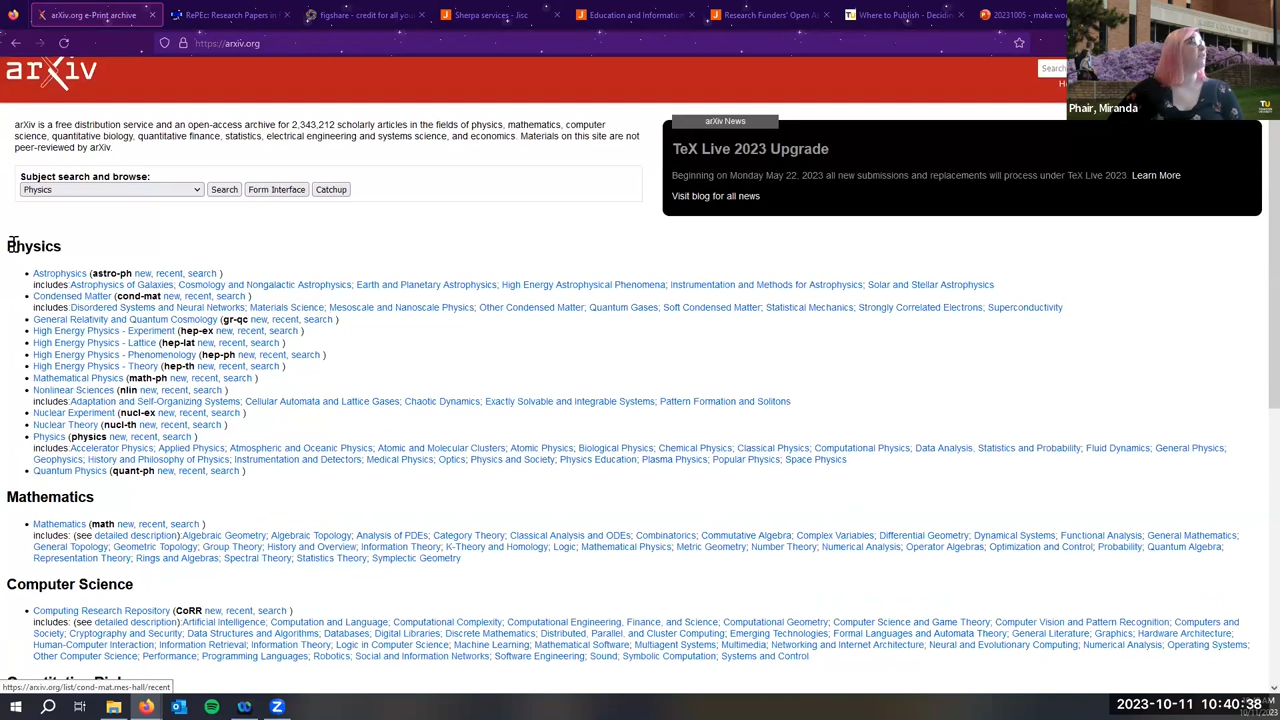 arXiv.org e-Print archive
RePEc: Research Papers in
figshare - credit for all you
Sherpa services - Jisc
Education and Information
Research Funders' Open A
Where to Publish - Decidin
20231005 - make wo
https://arxiv.org
arXiv
Search
Phair, Miranda
TU
arXiv is a free distribution service and an open-access archive for 2,343,212 scholarly articles in the fields of physics, mathematics, computer
science, quantitative biology, quantitative finance, statistics, electrical engineering and systems science, and economics. Materials on this site are not
peer-reviewed by arXiv.
arXiv News
TeX Live 2023 Upgrade
Beginning on Monday May 22, 2023 all new submissions and replacements will process under TeX Live 2023. Learn More
Visit blog for all news
Subject search and browse:
Physics
Search
Form Interface
Catchup
Physics
Astrophysics (astro-ph new, recent, search )
includes:Astrophysics of Galaxies; Cosmology and Nongalactic Astrophysics; Earth and Planetary Astrophysics; High Energy Astrophysical Phenomena; Instrumentation and Methods for Astrophysics; Solar and Stellar Astrophysics
Condensed Matter (cond-mat new, recent, search )
includes:Disordered Systems and Neural Networks; Materials Science; Mesoscale and Nanoscale Physics; Other Condensed Matter; Quantum Gases; Soft Condensed Matter; Statistical Mechanics; Strongly Correlated Electrons; Superconductivity
General Relativity and Quantum Cosmology (gr-qc new, recent, search )
High Energy Physics - Experiment (hep-ex new, recent, search )
High Energy Physics - Lattice (hep-lat new, recent, search )
High Energy Physics - Phenomenology (hep-ph new, recent, search )
High Energy Physics - Theory (hep-th new, recent, search )
Mathematical Physics (math-ph new, recent, search )
Nonlinear Sciences (nlin new, recent, search )
includes:Adaptation and Self-Organizing Systems; Cellular Automata and Lattice Gases; Chaotic Dynamics; Exactly Solvable and Integrable Systems; Pattern Formation and Solitons
Nuclear Experiment (nucl-ex new, recent, search )
Nuclear Theory (nucl-th new, recent, search )
Physics (physics new, recent, search )
includes:Accelerator Physics; Applied Physics; Atmospheric and Oceanic Physics; Atomic and Molecular Clusters; Atomic Physics; Biological Physics; Chemical Physics; Classical Physics; Computational Physics; Data Analysis, Statistics and Probability; Fluid Dynamics; General Physics;
Geophysics; History and Philosophy of Physics; Instrumentation and Detectors; Medical Physics; Optics; Physics and Society; Physics Education; Plasma Physics; Popular Physics; Space Physics
Quantum Physics (quant-ph new, recent, search )
Mathematics
Mathematics (math new, recent, search )
includes: (see detailed description):Algebraic Geometry; Algebraic Topology; Analysis of PDEs; Category Theory; Classical Analysis and ODEs; Combinatorics; Commutative Algebra; Complex Variables; Differential Geometry; Dynamical Systems; Functional Analysis; General Mathematics;
General Topology; Geometric Topology; Group Theory; History and Overview; Information Theory; K-Theory and Homology; Logic; Mathematical Physics; Metric Geometry; Number Theory; Numerical Analysis; Operator Algebras; Optimization and Control; Probability; Quantum Algebra;
Representation Theory; Rings and Algebras; Spectral Theory; Statistics Theory; Symplectic Geometry
Computer Science
Computing Research Repository (CoRR new, recent, search )
includes: (see detailed description):Artificial Intelligence; Computation and Language; Computational Complexity; Computational Engineering, Finance, and Science; Computational Geometry; Computer Science and Game Theory; Computer Vision and Pattern Recognition; Computers and
Society; Cryptography and Security; Data Structures and Algorithms; Databases; Digital Libraries; Discrete Mathematics; Distributed, Parallel, and Cluster Computing; Emerging Technologies; Formal Languages and Automata Theory; General Literature; Graphics; Hardware Architecture;
Human-Computer Interaction; Information Retrieval; Information Theory; Logic in Computer Science; Machine Learning; Mathematical Software; Multiagent Systems; Multimedia; Networking and Internet Architecture; Neural and Evolutionary Computing; Numerical Analysis; Operating Systems;
Other Computer Science; Performance; Programming Languages; Robotics; Social and Information Networks; Software Engineering; Sound; Symbolic Computation; Systems and Control
https://arxiv.org/list/cond-mat.mes-hall/recent
2023-10-11 10:40:38